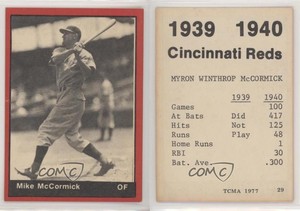 COMC
Mike McCormick OF
1939 1940
Cincinnati Reds
MYRON WINTHROP McCORMICK
1939 1940
Games 100
At Bats Did 417
Hits Not 125
Runs Play 48
Home Runs 1
RBI 30
Bat. Ave. .300
COMC
TCMA 1977 29